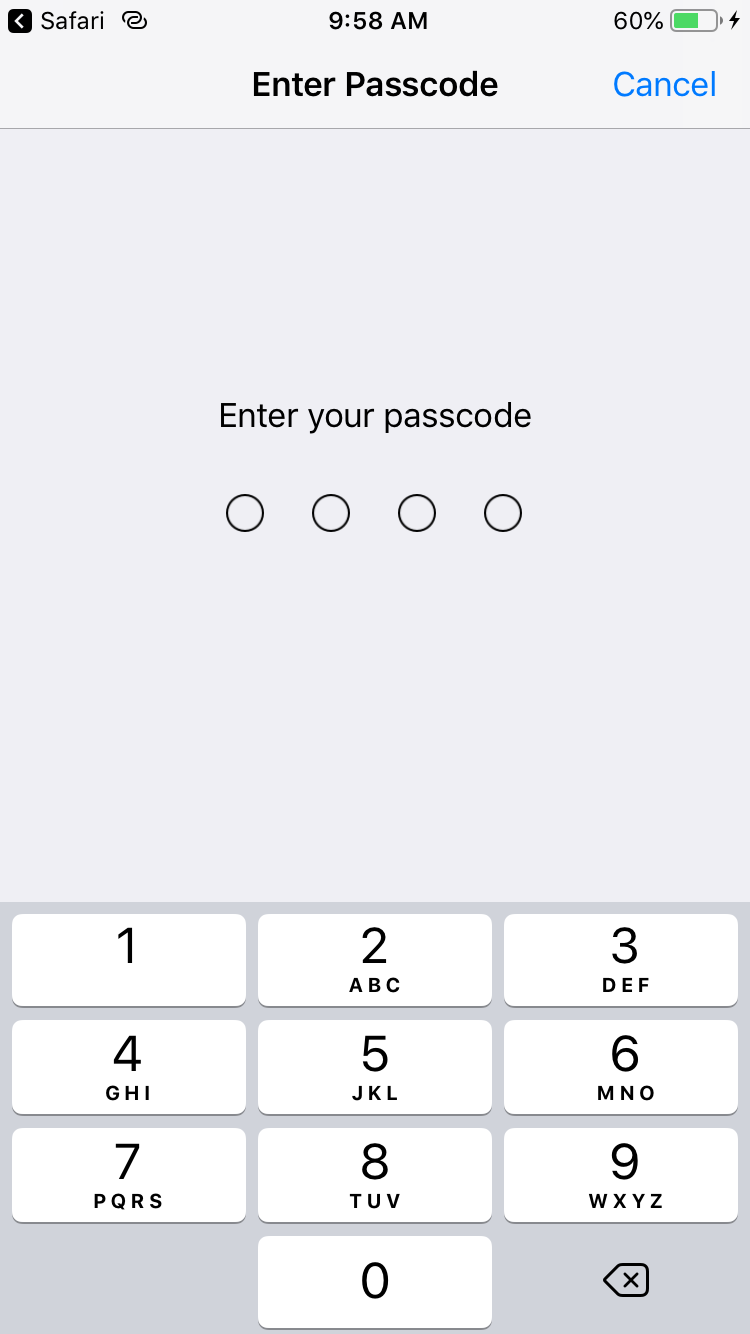 Safari 9:58 AM 60%
Enter Passcode Cancel
Enter your passcode
1 2 3
ABC DEF
4 5 6
GHI JKL MNO
7 8 9
PQRS TUV WXYZ
0